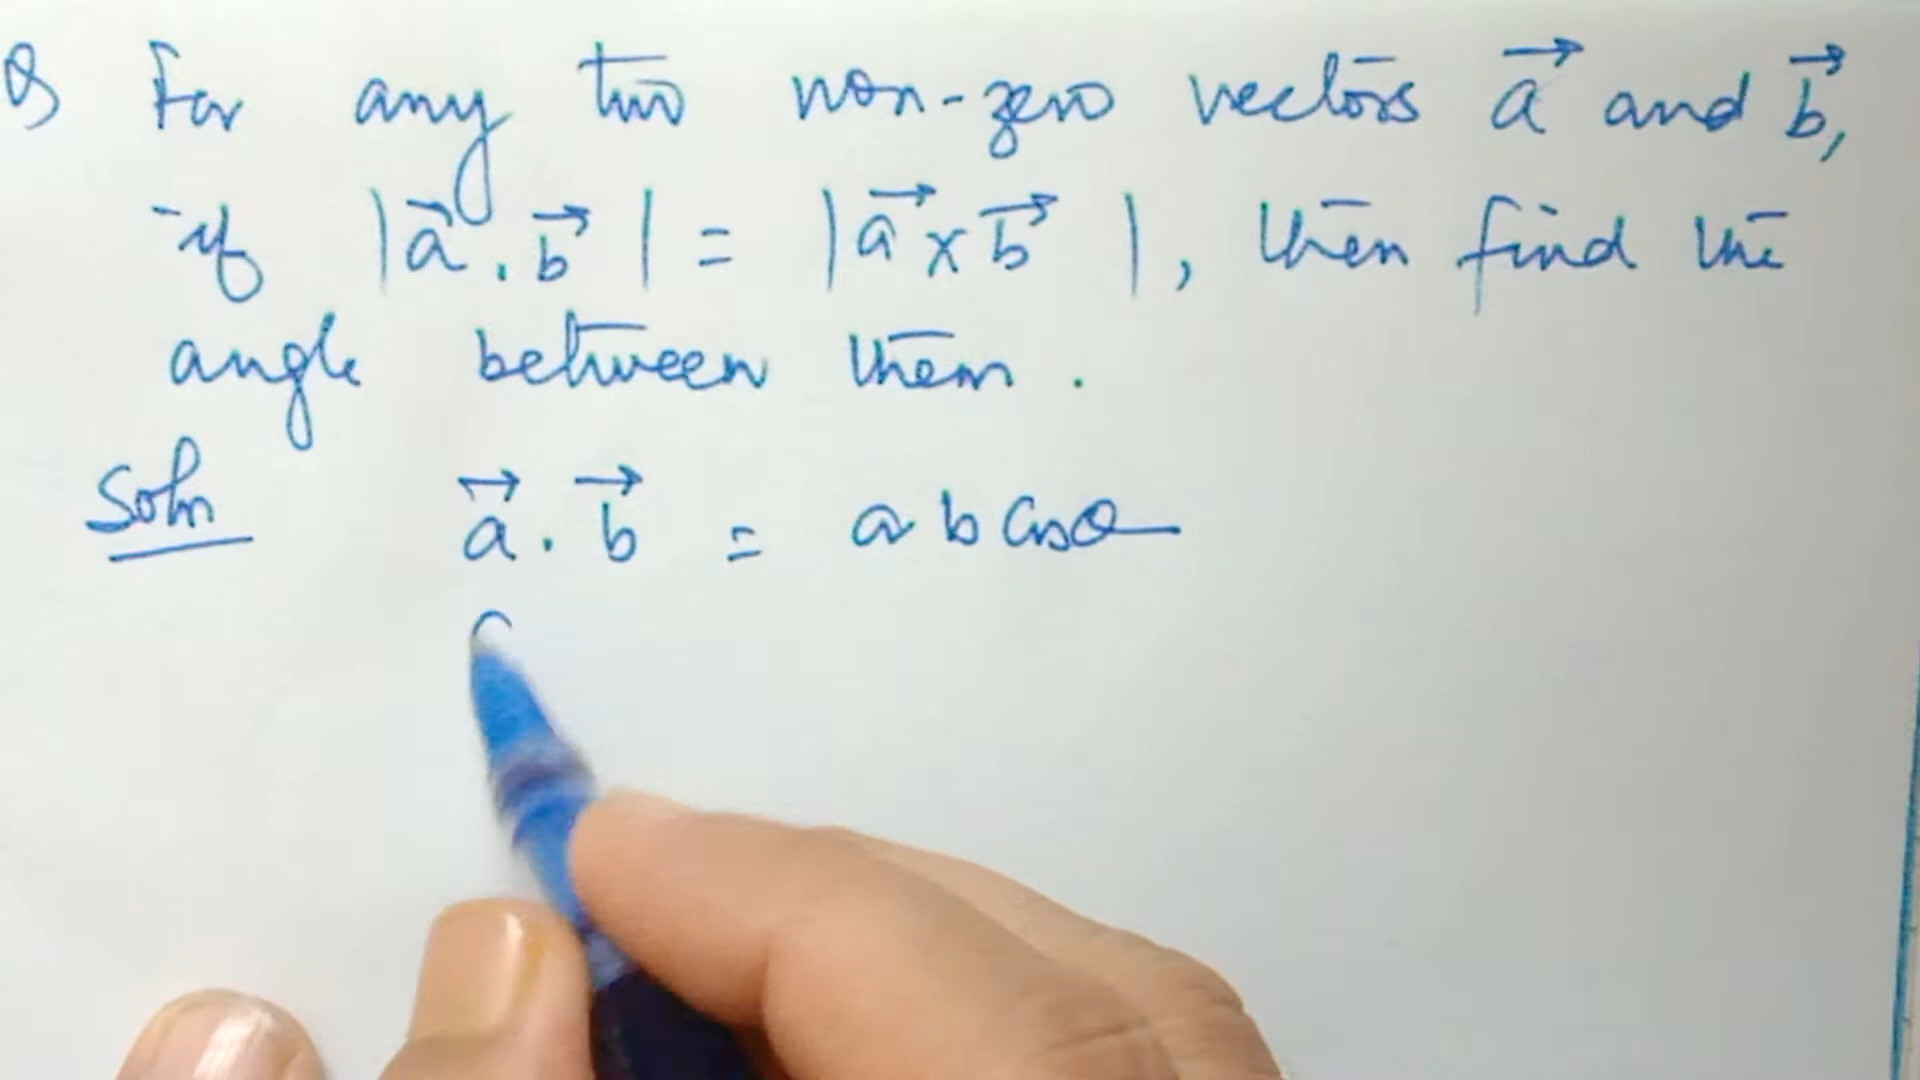 Q For any two non-zero vectors a⃗ and b⃗,
if |a⃗ . b⃗| = |a⃗ x b⃗|, then find the
angle between them .
Soln a⃗ . b⃗ = a b cosθ